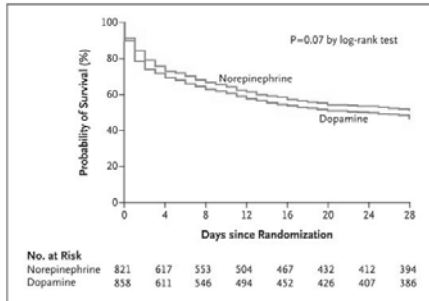 100
P=0.07 by log-rank test
80
Norepinephrine
60
Dopamine
40
20
0
Probability of Survival (%)
0 4 8 12 16 20 24 28
Days since Randomization
No. at Risk
Norepinephrine 821 617 553 504 467 432 412 394
Dopamine 858 611 546 494 452 426 407 386